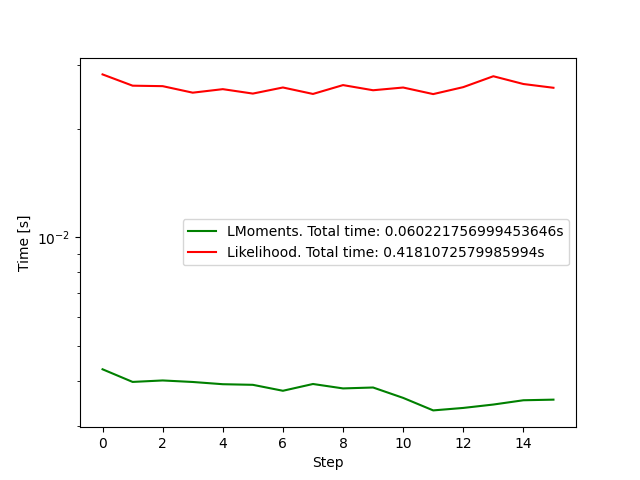 Time [s]
10⁻²
LMoments. Total time: 0.060221756999453646s
Likelihood. Total time: 0.4181072579985994s
0 2 4 6 8 10 12 14
Step